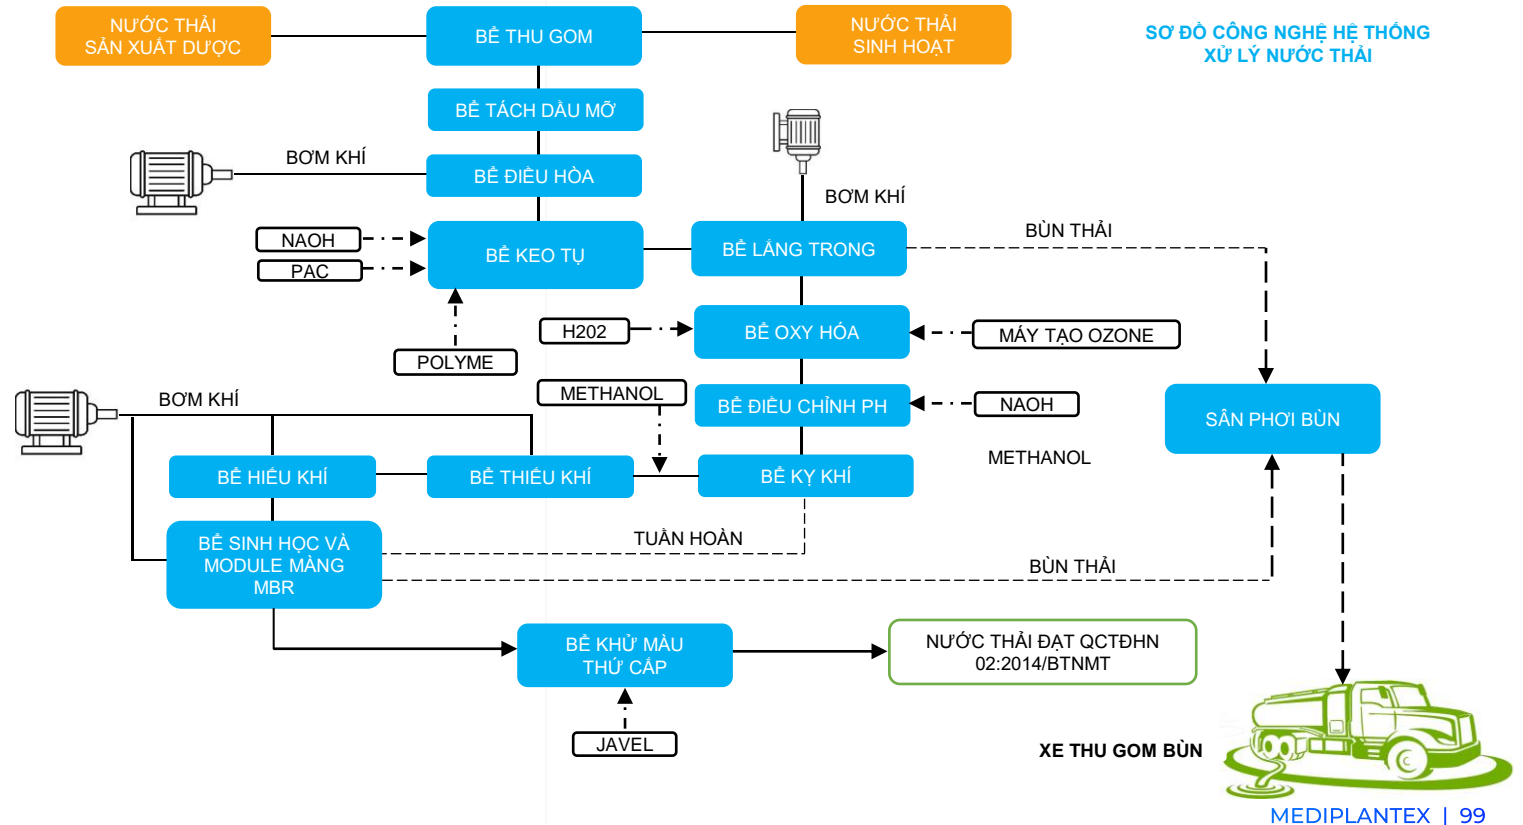 NƯỚC THẢI
SẢN XUẤT DƯỢC
BỂ THU GOM
NƯỚC THẢI
SINH HOẠT
SƠ ĐỒ CÔNG NGHỆ HỆ THỐNG
XỬ LÝ NƯỚC THẢI
BỂ TÁCH DẦU MỠ
BƠM KHÍ
BỂ ĐIỀU HÒA
BƠM KHÍ
NAOH
PAC
BỂ KEO TỤ
BỂ LẮNG TRONG
BÙN THẢI
H202
BỂ OXY HÓA
MÁY TẠO OZONE
POLYME
BƠM KHÍ
METHANOL
BỂ ĐIỀU CHỈNH PH
NAOH
SÂN PHƠI BÙN
METHANOL
BỂ HIẾU KHÍ
BỂ THIẾU KHÍ
BỂ KỴ KHÍ
BỂ SINH HỌC VÀ
MODULE MÀNG
MBR
TUẦN HOÀN
BÙN THẢI
BỂ KHỬ MÀU
THỨ CẤP
NƯỚC THẢI ĐẠT QCTĐHN
02:2014/BTNMT
JAVEL
XE THU GOM BÙN
MEDIPLANTEX | 99